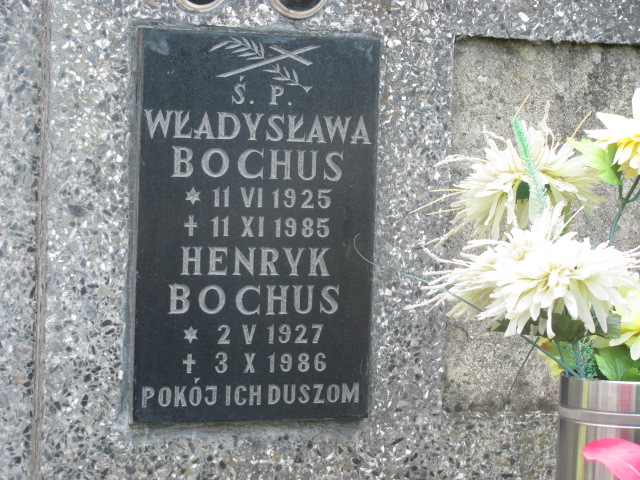 Ś. P.
WŁADYSŁAWA
BOCHUS
* 11 VI 1925
+ 11 XI 1985
HENRYK
BOCHUS
* 2 V 1927
+ 3 X 1986
POKÓJ ICH DUSZOM